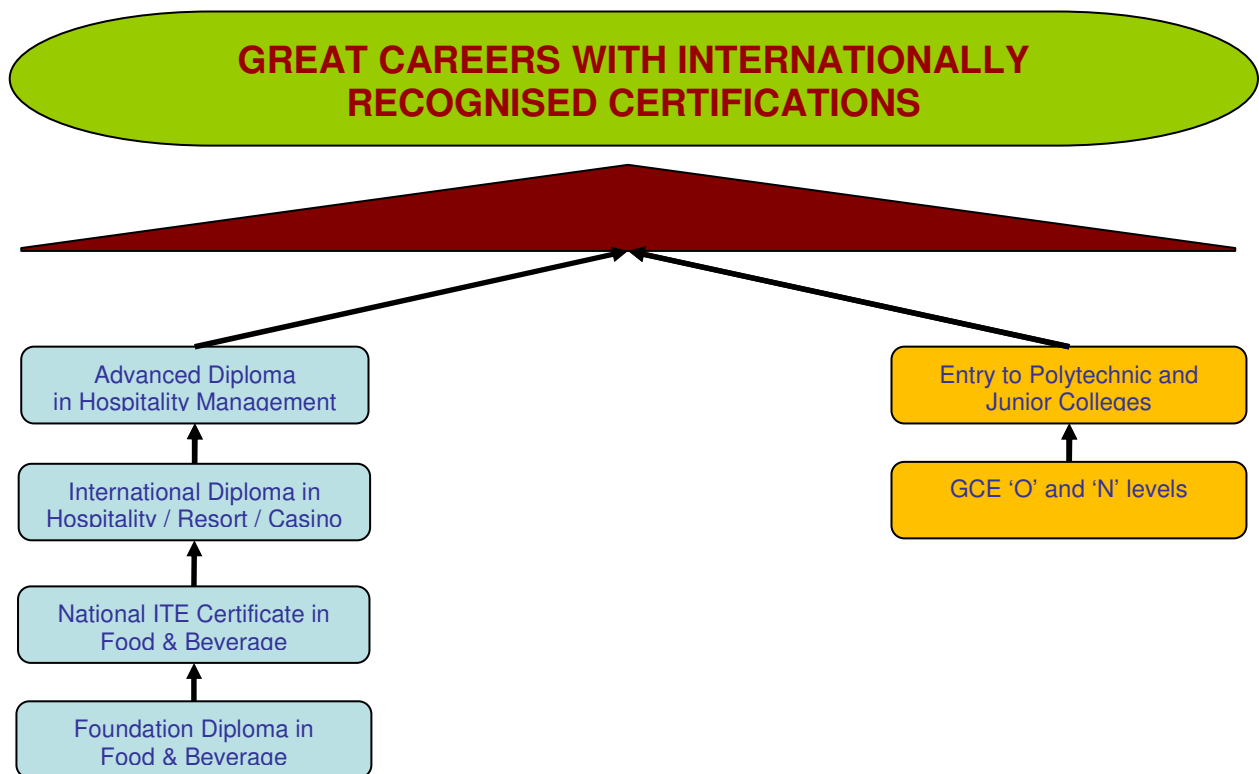 GREAT CAREERS WITH INTERNATIONALLY
RECOGNISED CERTIFICATIONS
Advanced Diploma
in Hospitality Management
Entry to Polytechnic and
Junior Colleges
International Diploma in
Hospitality / Resort / Casino
GCE ‘O’ and ‘N’ levels
National ITE Certificate in
Food & Beverage
Foundation Diploma in
Food & Beverage